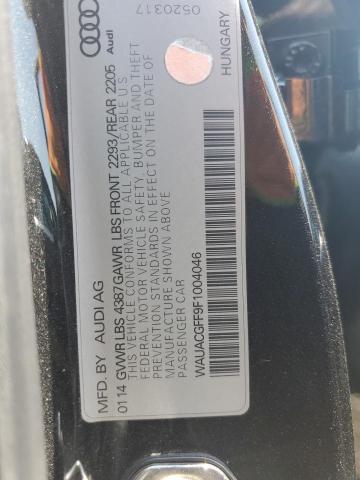 MFD. BY AUDI AG
01 14 GVWR LBS 4387 GAWR LBS FRONT 2293/REAR 2205
THIS VEHICLE CONFORMS TO ALL APPLICABLE U.S.
FEDERAL MOTOR VEHICLE SAFETY, BUMPER AND THEFT
PREVENTION STANDARDS IN EFFECT ON THE DATE OF
MANUFACTURE SHOWN ABOVE
PASSENGER CAR
WAUACGFF9F1004046
Audi
0520317
HUNGARY